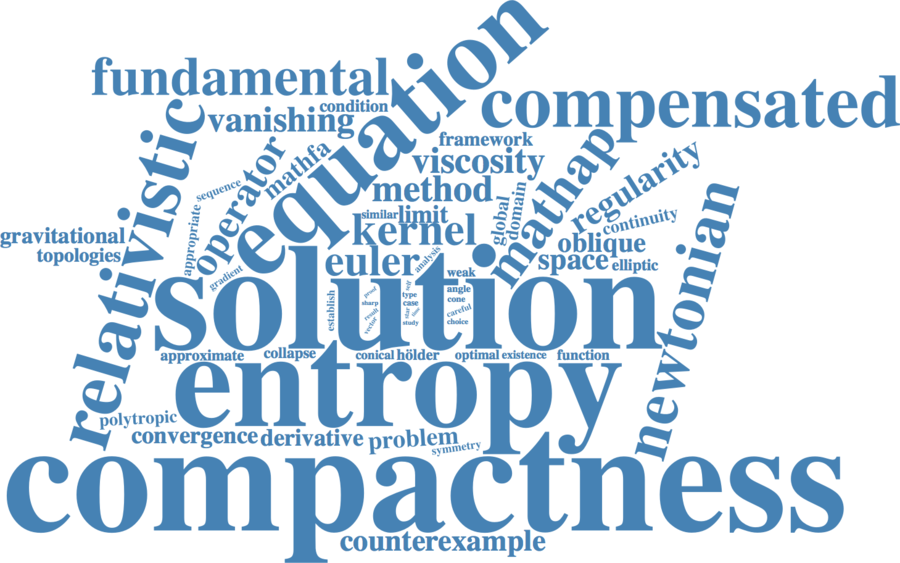 fundamental
equation
compensated
condition
vanishing
relativistic
operator
mathfa
sequence
appropriate
framework
viscosity
method
similar
limit
kernel
euler
global
domain
mathap
regularity
continuity
oblique
space
elliptic
newtonian
gravitational
topologies
gradient
analysis
weak
solution
establish
proof
sharp
result
vector
self
type
case
star
study
angle
cone
careful
choice
approximate
collapse
conical
hölder
optimal
existence
function
entropy
polytropic
convergence
derivative
problem
symmetry
compactness
counterexample